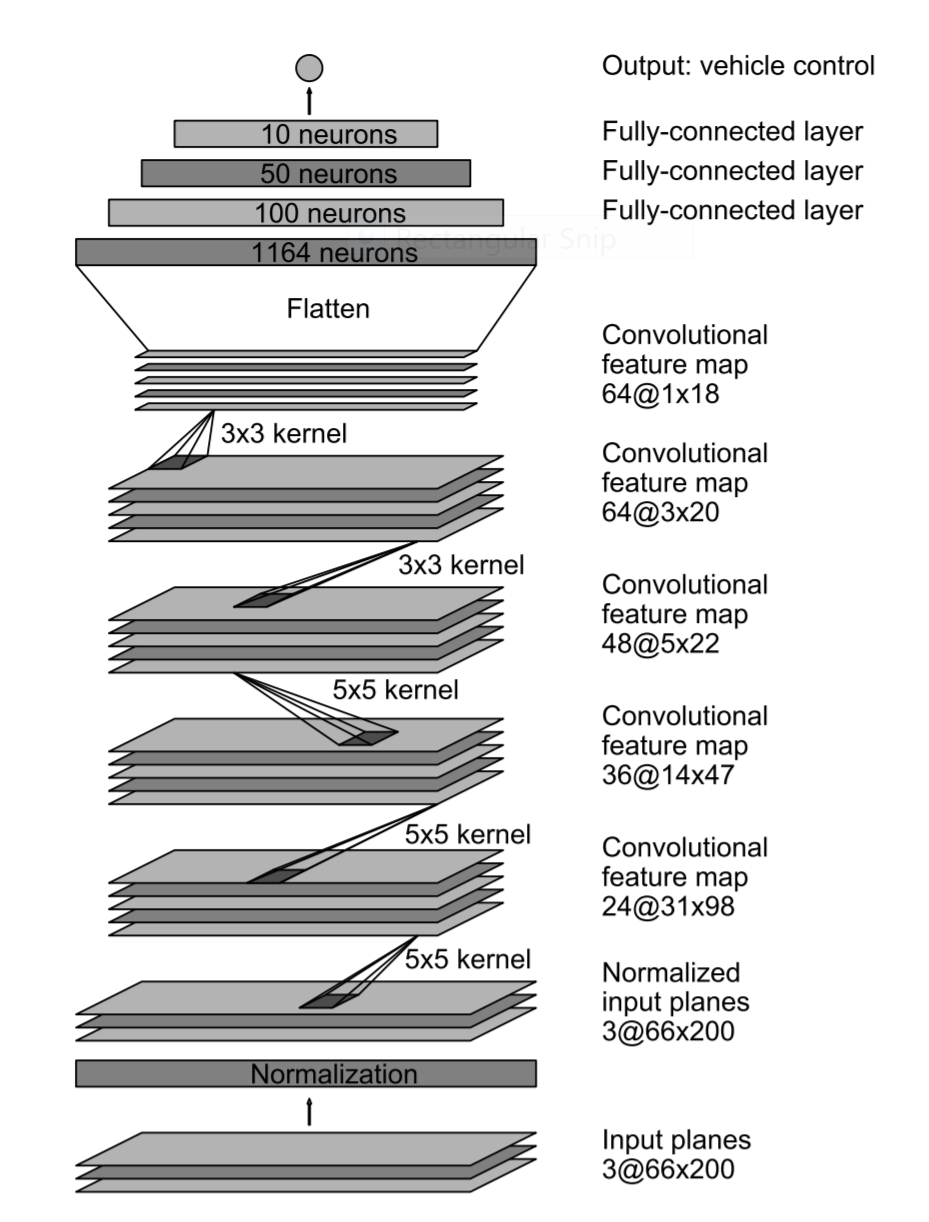 Output: vehicle control
10 neurons
Fully-connected layer
50 neurons
Fully-connected layer
100 neurons
Fully-connected layer
Rectangular Snip
1164 neurons
Flatten
Convolutional
feature map
64@1x18
3x3 kernel
Convolutional
feature map
64@3x20
3x3 kernel
Convolutional
feature map
48@5x22
5x5 kernel
Convolutional
feature map
36@14x47
5x5 kernel
Convolutional
feature map
24@31x98
5x5 kernel
Normalized
input planes
3@66x200
Normalization
Input planes
3@66x200